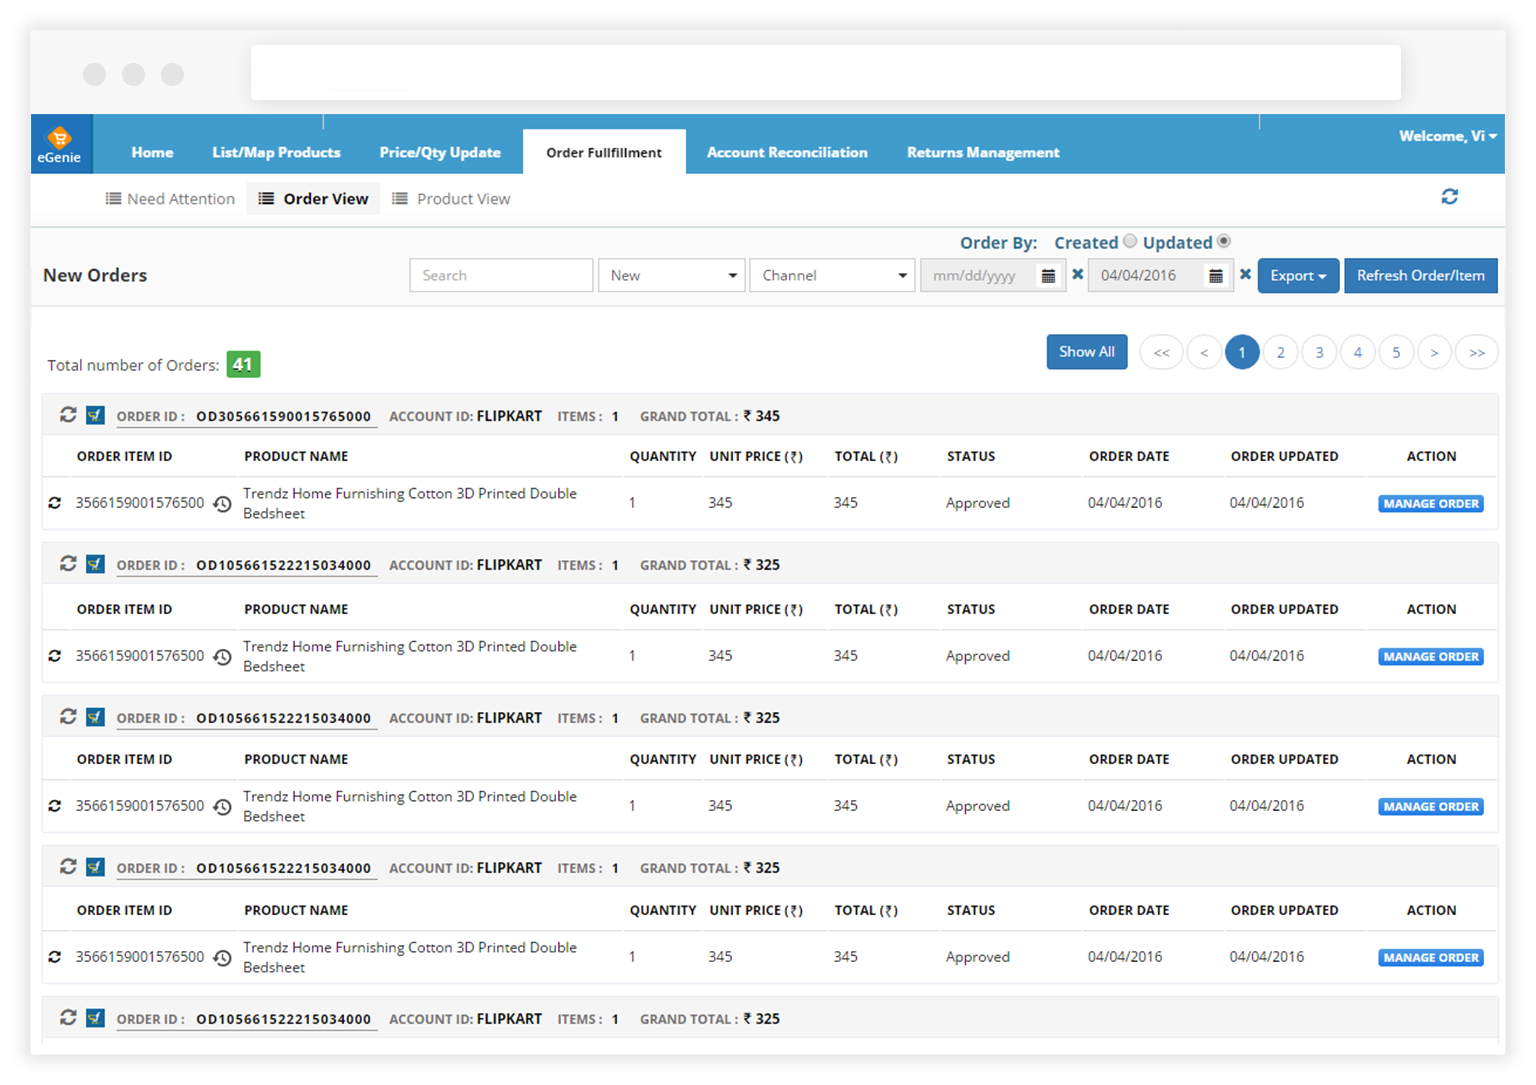 eGenie
Home List/Map Products Price/Qty Update Order Fullfillment Account Reconciliation Returns Management Welcome, Vi
Need Attention Order View Product View
Order By: Created Updated
New Orders Search New Channel mm/dd/yyyy 04/04/2016 Export Refresh Order/Item
Total number of Orders: 41 Show All << < 1 2 3 4 5 > >>
ORDER ID : OD305661590015765000 ACCOUNT ID: FLIPKART ITEMS : 1 GRAND TOTAL : ₹ 345
ORDER ITEM ID PRODUCT NAME QUANTITY UNIT PRICE (₹) TOTAL (₹) STATUS ORDER DATE ORDER UPDATED ACTION
3566159001576500 Trendz Home Furnishing Cotton 3D Printed Double 1 345 345 Approved 04/04/2016 04/04/2016 MANAGE ORDER
Bedsheet
ORDER ID : OD105661522215034000 ACCOUNT ID: FLIPKART ITEMS : 1 GRAND TOTAL : ₹ 325
ORDER ITEM ID PRODUCT NAME QUANTITY UNIT PRICE (₹) TOTAL (₹) STATUS ORDER DATE ORDER UPDATED ACTION
3566159001576500 Trendz Home Furnishing Cotton 3D Printed Double 1 345 345 Approved 04/04/2016 04/04/2016 MANAGE ORDER
Bedsheet
ORDER ID : OD105661522215034000 ACCOUNT ID: FLIPKART ITEMS : 1 GRAND TOTAL : ₹ 325
ORDER ITEM ID PRODUCT NAME QUANTITY UNIT PRICE (₹) TOTAL (₹) STATUS ORDER DATE ORDER UPDATED ACTION
3566159001576500 Trendz Home Furnishing Cotton 3D Printed Double 1 345 345 Approved 04/04/2016 04/04/2016 MANAGE ORDER
Bedsheet
ORDER ID : OD105661522215034000 ACCOUNT ID: FLIPKART ITEMS : 1 GRAND TOTAL : ₹ 325
ORDER ITEM ID PRODUCT NAME QUANTITY UNIT PRICE (₹) TOTAL (₹) STATUS ORDER DATE ORDER UPDATED ACTION
3566159001576500 Trendz Home Furnishing Cotton 3D Printed Double 1 345 345 Approved 04/04/2016 04/04/2016 MANAGE ORDER
Bedsheet
ORDER ID : OD105661522215034000 ACCOUNT ID: FLIPKART ITEMS : 1 GRAND TOTAL : ₹ 325